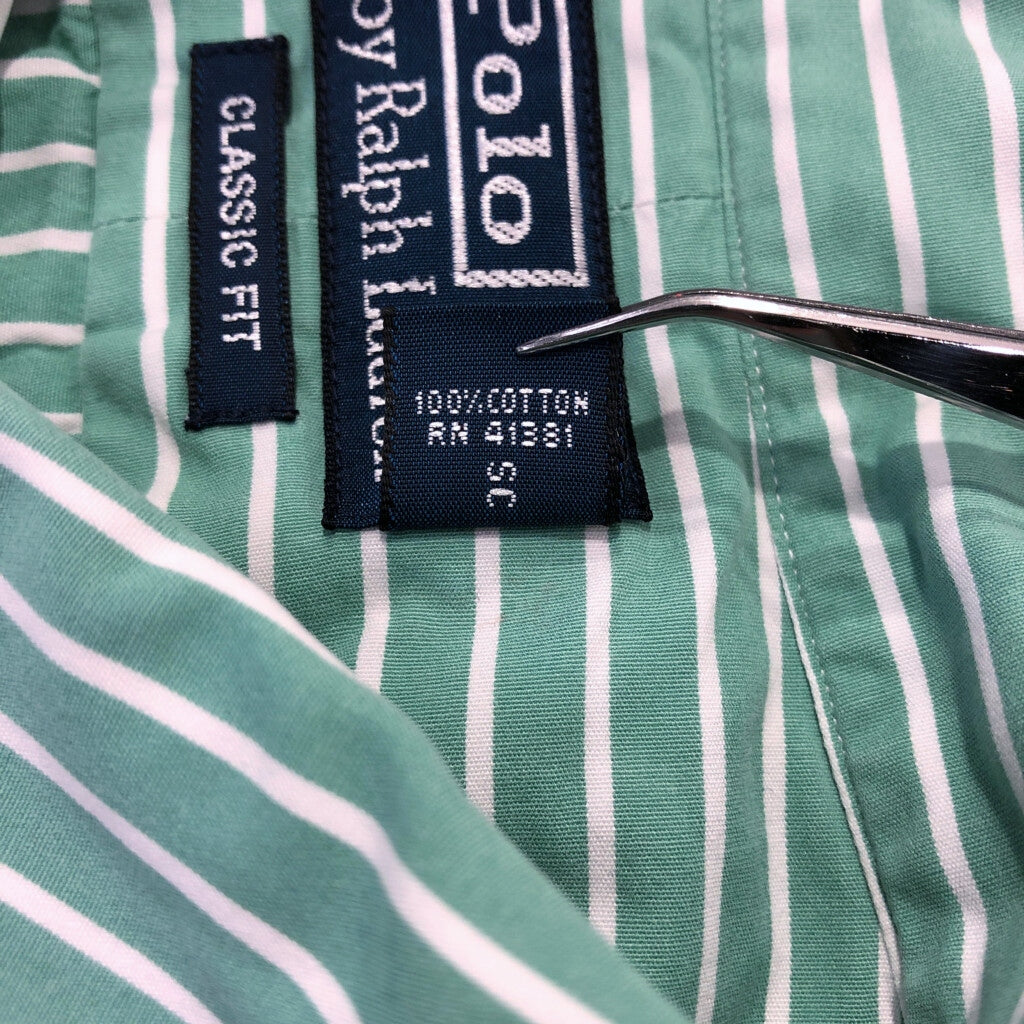 CLASSIC FIT
Polo
by Ralph Lauren
100% COTTON
RN 41381
SC